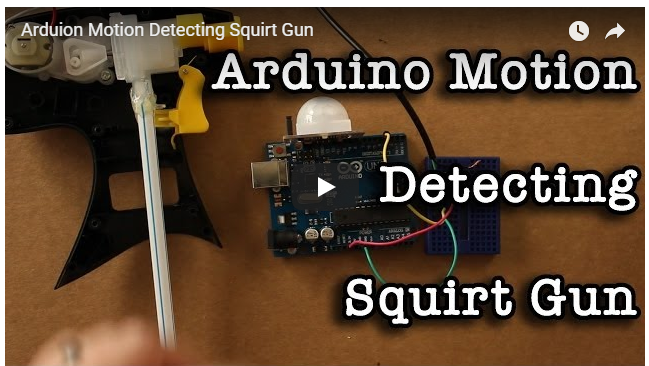 Arduion Motion Detecting Squirt Gun
Arduino Motion
Detecting
Squirt Gun